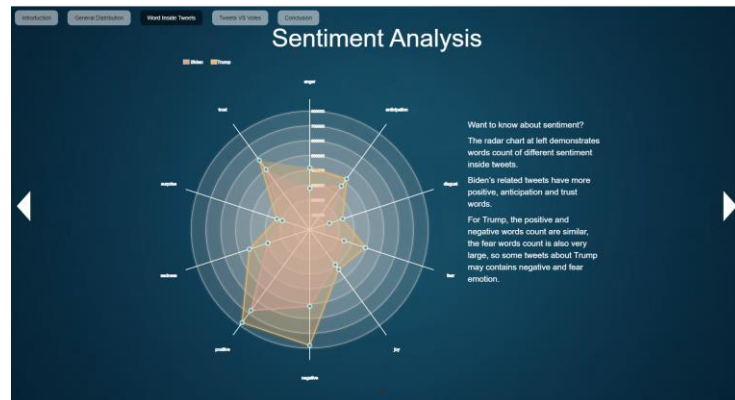 Introduction
General Distribution
Word Inside Tweets
Tweets VS Votes
Conclusion
Sentiment Analysis
Biden
Trump
anger
trust
anticipation
surprise
disgust
sadness
fear
positive
joy
negative
Want to know about sentiment?
The radar chart at left demonstrates
words count of different sentiment
inside tweets.
Biden's related tweets have more
positive, anticipation and trust
words.
For Trump, the positive and
negative words count are similar,
the fear words count is also very
large, so some tweets about Trump
may contains negative and fear
emotion.